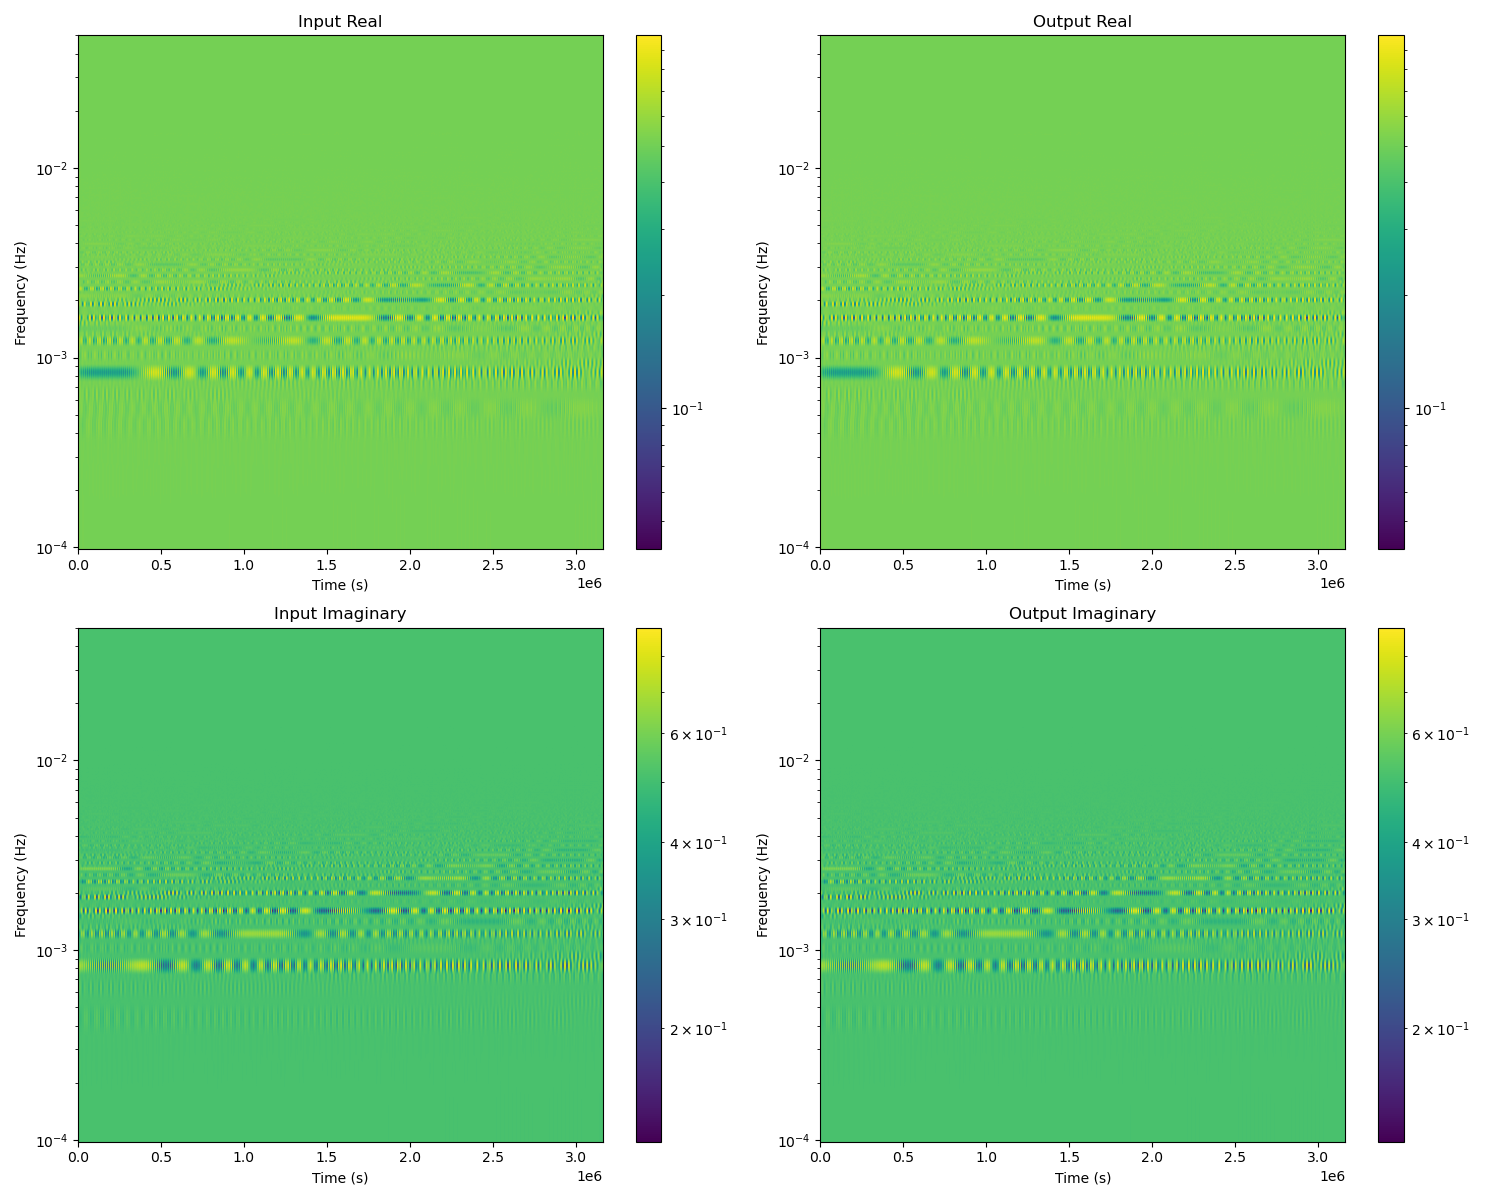 Input Real
Output Real
Frequency (Hz)
10⁻²
10⁻³
10⁻⁴
0.0 0.5 1.0 1.5 2.0 2.5 3.0
1e6
Time (s)
10⁻¹
Frequency (Hz)
10⁻²
10⁻³
10⁻⁴
0.0 0.5 1.0 1.5 2.0 2.5 3.0
1e6
Time (s)
10⁻¹
Input Imaginary
Output Imaginary
Frequency (Hz)
10⁻²
10⁻³
10⁻⁴
0.0 0.5 1.0 1.5 2.0 2.5 3.0
1e6
Time (s)
6 × 10⁻¹
4 × 10⁻¹
3 × 10⁻¹
2 × 10⁻¹
Frequency (Hz)
10⁻²
10⁻³
10⁻⁴
0.0 0.5 1.0 1.5 2.0 2.5 3.0
1e6
Time (s)
6 × 10⁻¹
4 × 10⁻¹
3 × 10⁻¹
2 × 10⁻¹